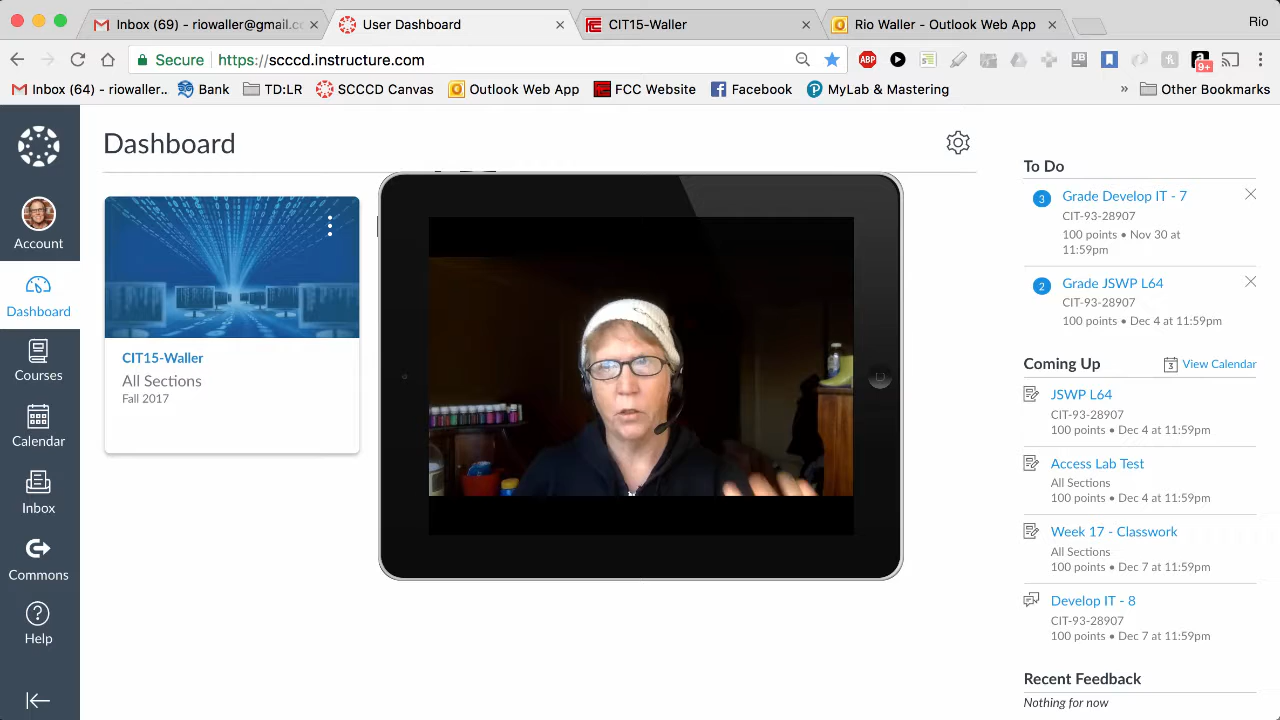 Inbox (69) - riowaller@gmail.c
User Dashboard
CIT15-Waller
Rio Waller - Outlook Web App
Rio
Secure
https://scccd.instructure.com
ABP
JB
9+
Inbox (64) - riowaller..
Bank
TD:LR
SCCCD Canvas
Outlook Web App
FCC Website
Facebook
MyLab & Mastering
»
Other Bookmarks
Account
Dashboard
Courses
Calendar
Inbox
Commons
Help
Dashboard
CIT15-Waller
All Sections
Fall 2017
To Do
3
Grade Develop IT - 7
CIT-93-28907
100 points • Nov 30 at
11:59pm
2
Grade JSWP L64
CIT-93-28907
100 points • Dec 4 at 11:59pm
Coming Up
3
View Calendar
JSWP L64
CIT-93-28907
100 points • Dec 4 at 11:59pm
Access Lab Test
All Sections
100 points • Dec 4 at 11:59pm
Week 17 - Classwork
All Sections
100 points • Dec 7 at 11:59pm
Develop IT - 8
CIT-93-28907
100 points • Dec 7 at 11:59pm
Recent Feedback
Nothing for now